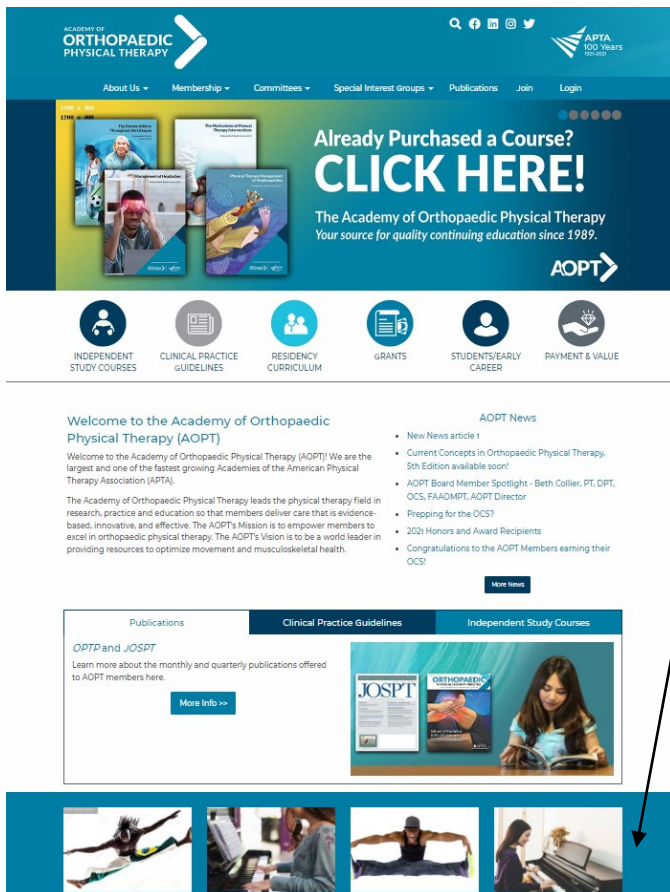 ACADEMY OF
ORTHOPAEDIC
PHYSICAL THERAPY
APTA
100 Years
1921-2021
About Us
Membership
Committees
Special Interest Groups
Publications
Join
Login
1200 x 400
1200 x 400
Already Purchased a Course?
CLICK HERE!
The Academy of Orthopaedic Physical Therapy
Your source for quality continuing education since 1989.
AOPT
INDEPENDENT
STUDY COURSES
CLINICAL PRACTICE
GUIDELINES
RESIDENCY
CURRICULUM
GRANTS
STUDENTS/EARLY
CAREER
PAYMENT & VALUE
Welcome to the Academy of Orthopaedic
Physical Therapy (AOPT)
Welcome to the Academy of Orthopaedic Physical Therapy (AOPT)! We are the
largest and one of the fastest growing Academies of the American Physical
Therapy Association (APTA).
The Academy of Orthopaedic Physical Therapy leads the physical therapy field in
research, practice and education so that members deliver care that is evidence-
based, innovative, and effective. The AOPT's Mission is to empower members to
excel in orthopaedic physical therapy. The AOPT's Vision is to be a world leader in
providing resources to optimize movement and musculoskeletal health.
AOPT News
New News article 1
Current Concepts in Orthopaedic Physical Therapy,
5th Edition available soon!
AOPT Board Member Spotlight - Beth Collier, PT, DPT,
OCS, FAAOMPT, AOPT Director
Prepping for the OCS?
2021 Honors and Award Recipients
Congratulations to the AOPT Members earning their
OCS!
More News
Publications
Clinical Practice Guidelines
Independent Study Courses
OPTP and JOSPT
Learn more about the monthly and quarterly publications offered
to AOPT members here.
More Info >>
JOSPT
ORTHOPAEDIC